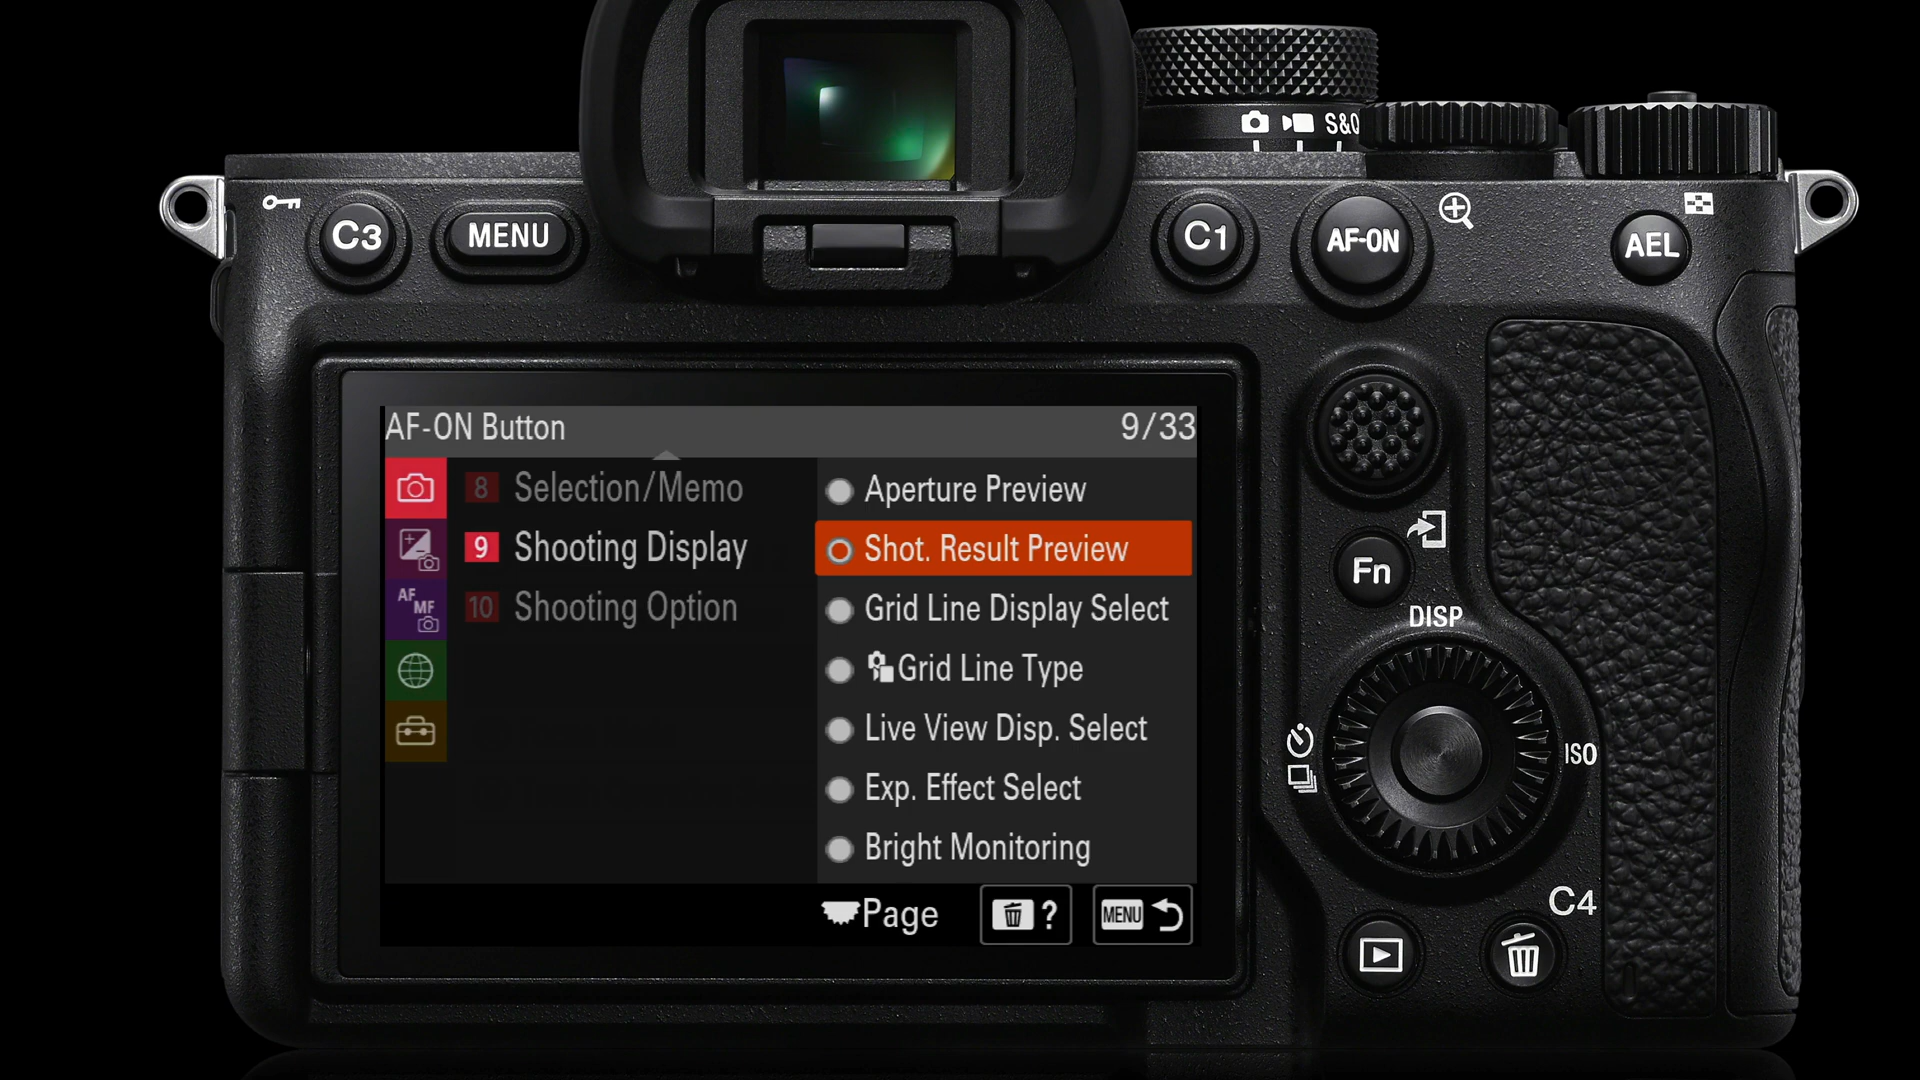 S&Q
C3
MENU
C1
AF-ON
AEL
AF-ON Button
9/33
8 Selection/Memo
9 Shooting Display
10 Shooting Option
AF
MF
Aperture Preview
Shot. Result Preview
Grid Line Display Select
Grid Line Type
Live View Disp. Select
Exp. Effect Select
Bright Monitoring
Page
?
MENU
Fn
DISP
ISO
C4